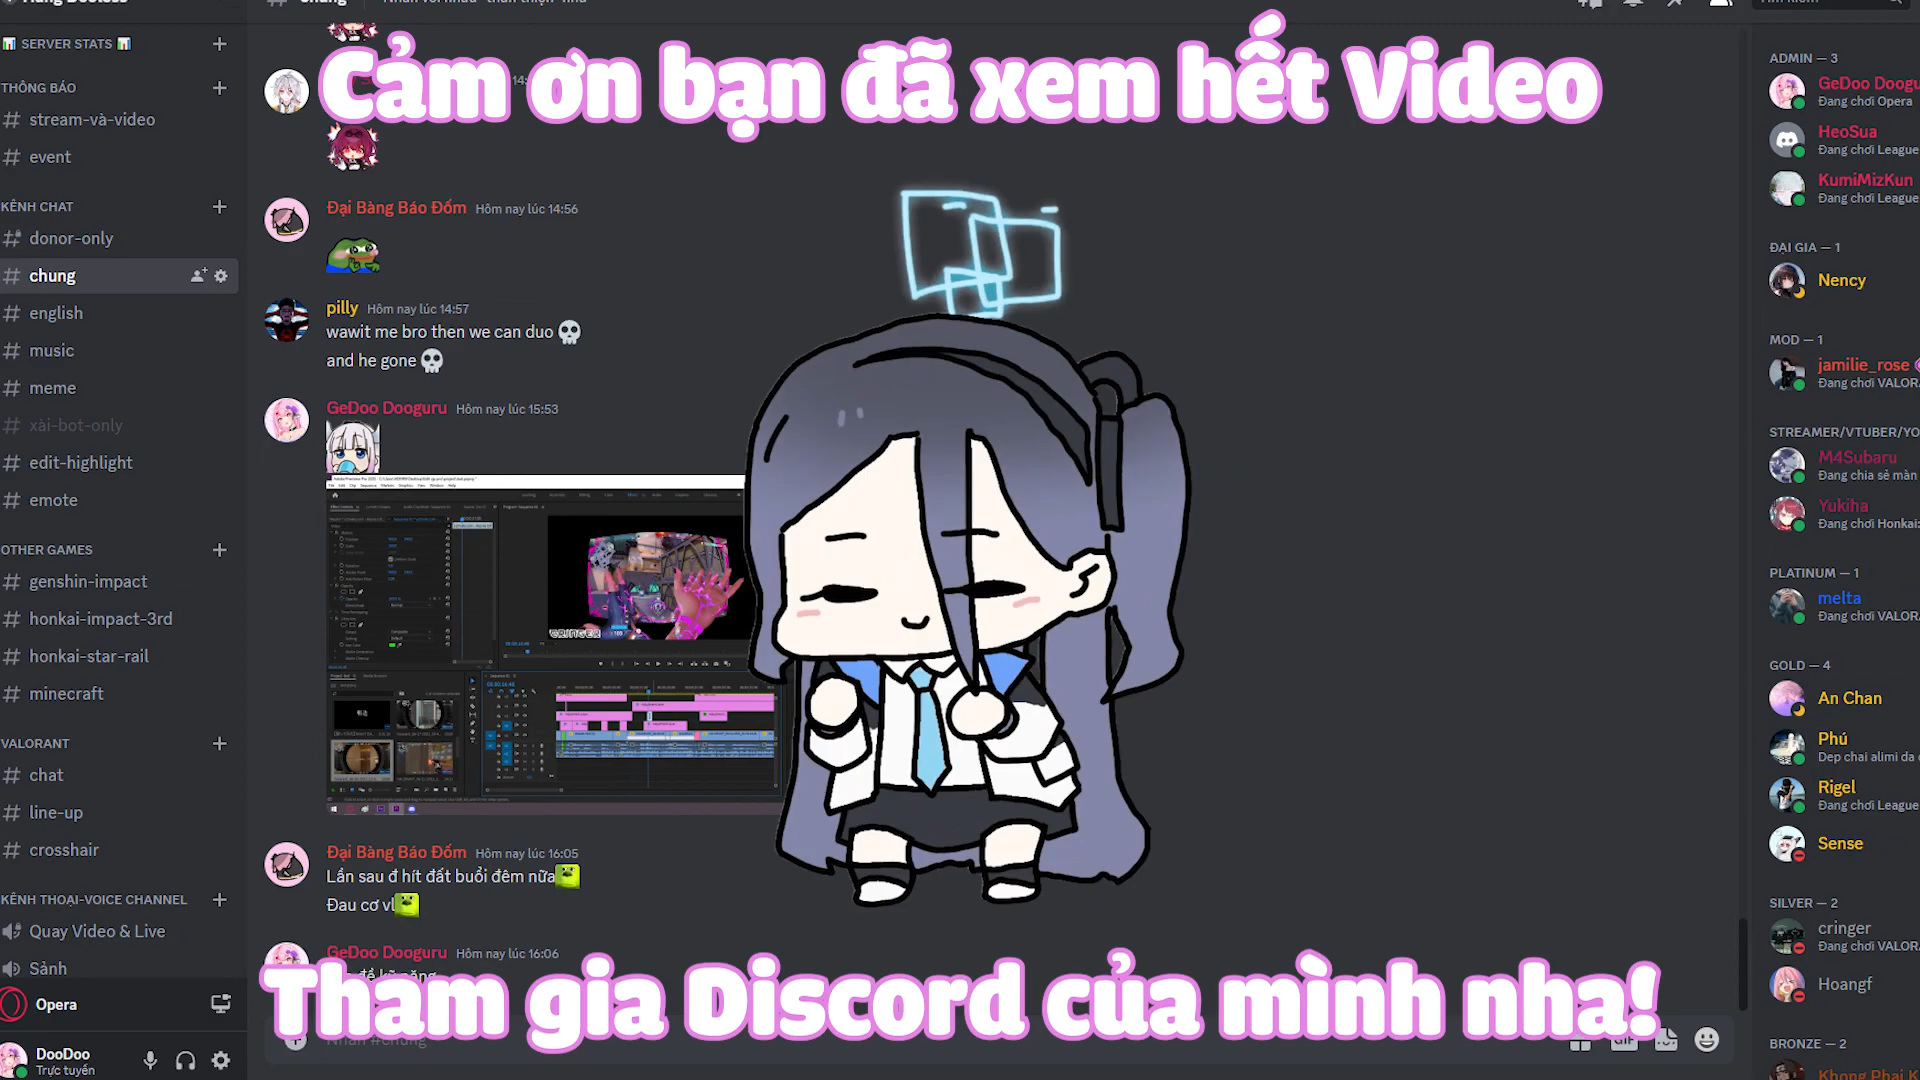 Cảm ơn bạn đã xem hết Video
SERVER STATS
THÔNG BÁO
stream-và-video
event
KÊNH CHAT
donor-only
chung
english
music
meme
xài-bot-only
edit-highlight
emote
OTHER GAMES
genshin-impact
honkai-impact-3rd
honkai-star-rail
minecraft
VALORANT
chat
line-up
crosshair
KÊNH THOẠI-VOICE CHANNEL
Quay Video & Live
Sảnh
Opera
DooDoo
Trực tuyến
Đại Bàng Báo Đốm Hôm nay lúc 14:56
pilly Hôm nay lúc 14:57
wawit me bro then we can duo
and he gone
GeDoo Dooguru Hôm nay lúc 15:53
CRINGER
Đại Bàng Báo Đốm Hôm nay lúc 16:05
Lần sau đ hít đất buổi đêm nữa
Đau cơ vl
GeDoo Dooguru Hôm nay lúc 16:06
Tham gia Discord của mình nha!
ADMIN — 3
GeDoo Doogu
Đang chơi Opera
HeoSua
Đang chơi League
KumiMizKun
Đang chơi League
ĐẠI GIA — 1
Nency
MOD — 1
jamilie_rose
Đang chơi VALOR
STREAMER/VTUBER/YO
M4Subaru
Đang chia sẻ màn
Yukiha
Đang chơi Honkai:
PLATINUM — 1
melta
Đang chơi VALOR
GOLD — 4
An Chan
Phú
Dep chai alimi da
Rigel
Đang chơi League
Sense
SILVER — 2
cringer
Đang chơi VALOR
Hoangf
BRONZE — 2
Khong Phai K